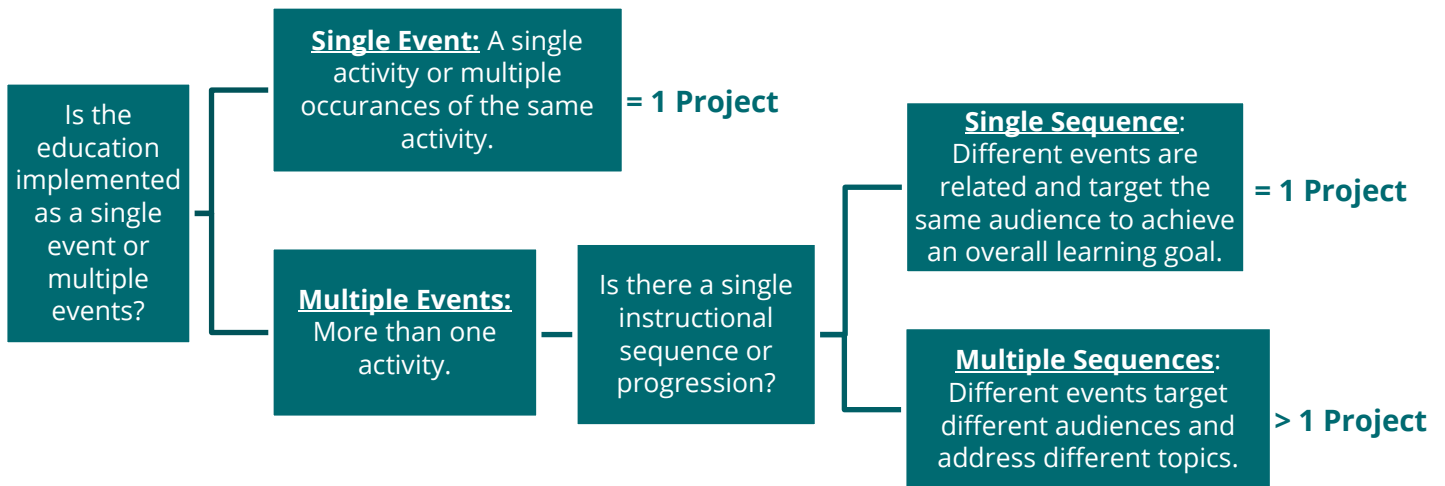 Is the
education
implemented
as a single
event or
multiple
events?
Single Event: A single
activity or multiple
occurances of the same
activity.
= 1 Project
Multiple Events:
More than one
activity.
Is there a single
instructional
sequence or
progression?
Single Sequence:
Different events are
related and target the
same audience to achieve
an overall learning goal.
= 1 Project
Multiple Sequences:
Different events target
different audiences and
address different topics.
> 1 Project